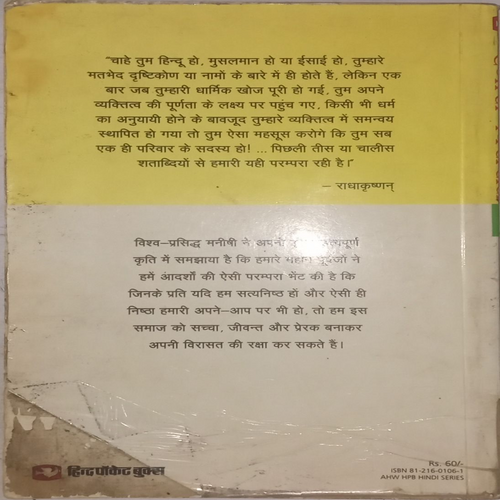 "चाहे तुम हिन्दू हो, मुसलमान हो या ईसाई हो, तुम्हारे
मतभेद दृष्टिकोण या नामों के बारे में ही होते हैं, लेकिन एक
बार जब तुम्हारी धार्मिक खोज पूरी हो गई, तुम अपने
व्यक्तित्व की पूर्णता के लक्ष्य पर पहुंच गए, किसी भी धर्म
का अनुयायी होने के बावजूद तुम्हारे व्यक्तित्व में समन्वय
स्थापित हो गया तो तुम ऐसा महसूस करोगे कि तुम सब
एक ही परिवार के सदस्य हो! ... पिछली तीस या चालीस
शताब्दियों से हमारी यही परम्परा रही है।"
– राधाकृष्णन्
विश्व–प्रसिद्ध मनीषी ने अपनी
कृति में समझाया है कि हमारे महान पूर्वजों ने
हमें आदर्शों की ऐसी परम्परा भेंट की है कि
जिनके प्रति यदि हम सत्यनिष्ठ हों और ऐसी ही
निष्ठा हमारी अपने–आप पर भी हो, तो हम इस
समाज को सच्चा, जीवन्त और प्रेरक बनाकर
अपनी विरासत की रक्षा कर सकते हैं।
हिन्द पॉकेट बुक्स
Rs. 60/-
ISBN 81-216-0106-1
AHW HPB HINDI SERIES